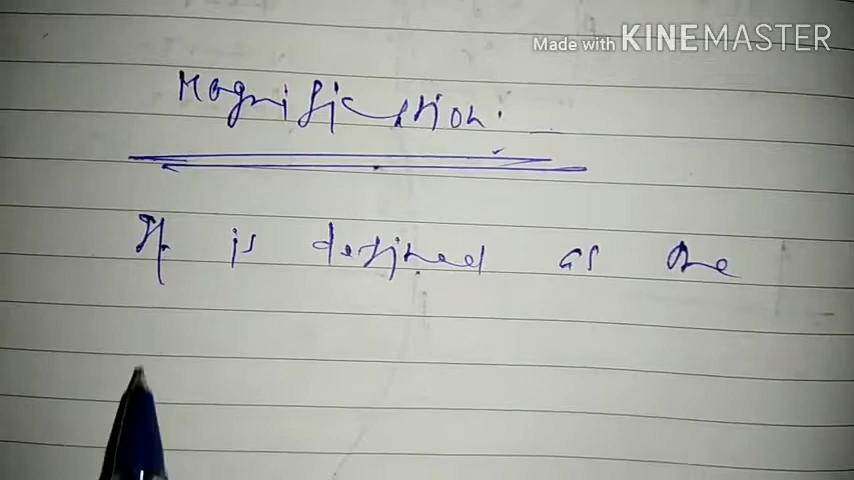 Made with KINEMASTER
Magnification: _
It is defined as the